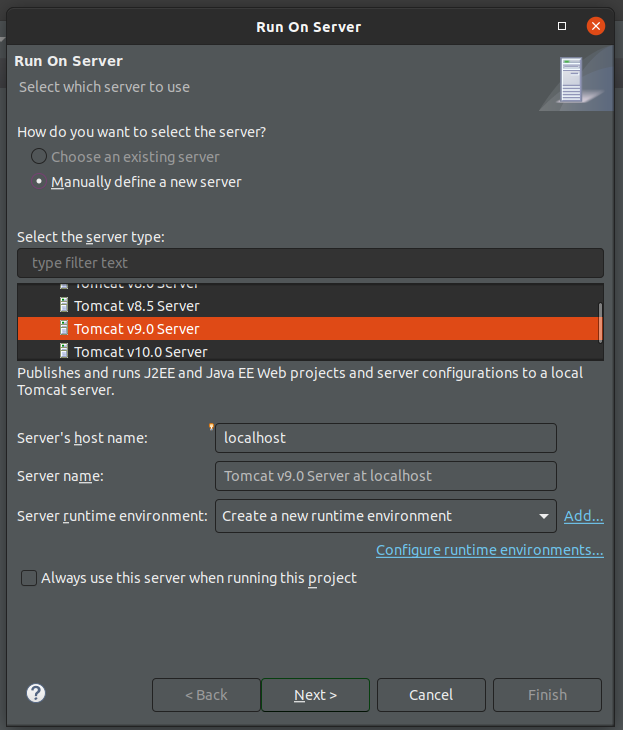 Run On Server
Run On Server
Select which server to use
How do you want to select the server?
Choose an existing server
Manually define a new server
Select the server type:
type filter text
Tomcat v8.0 Server
Tomcat v8.5 Server
Tomcat v9.0 Server
Tomcat v10.0 Server
Publishes and runs J2EE and Java EE Web projects and server configurations to a local
Tomcat server.
Server's host name: localhost
Server name: Tomcat v9.0 Server at localhost
Server runtime environment: Create a new runtime environment Add...
Configure runtime environments...
Always use this server when running this project
? < Back Next > Cancel Finish